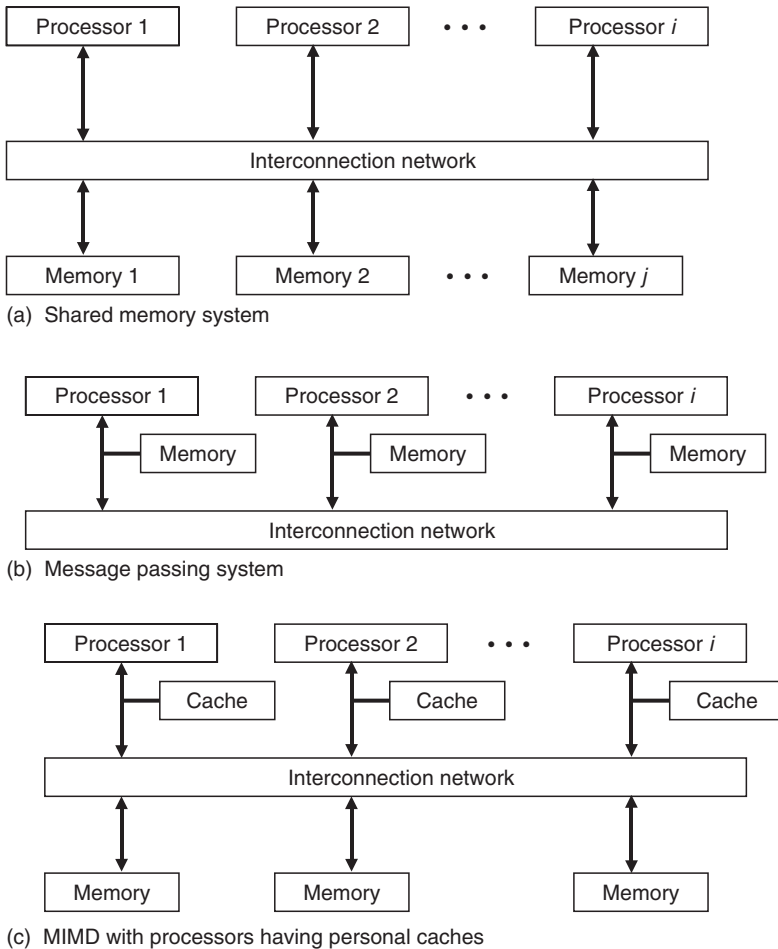 Processor 1 Processor 2 • • • Processor i
Interconnection network
Memory 1 Memory 2 • • • Memory j
(a) Shared memory system
Processor 1 Processor 2 • • • Processor i
Memory Memory Memory
Interconnection network
(b) Message passing system
Processor 1 Processor 2 • • • Processor i
Cache Cache Cache
Interconnection network
Memory Memory Memory
(c) MIMD with processors having personal caches